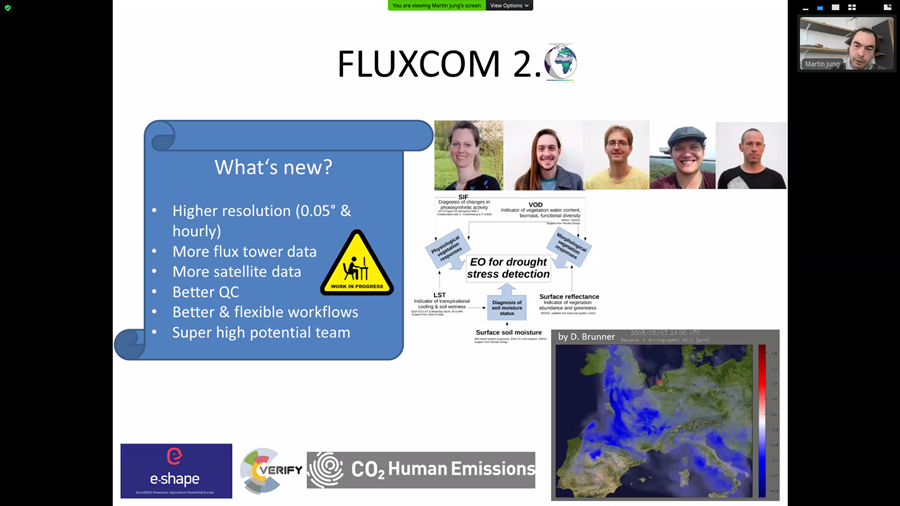 You are viewing Martin Jung's screen
View Options
Martin Jung
FLUXCOM 2.
What's new?
• Higher resolution (0.05° &
hourly)
• More flux tower data
• More satellite data
• Better QC
• Better & flexible workflows
• Super high potential team
WORK IN PROGRESS
SIF
Diagnosis of changes in
photosynthetic activity
VOD
Indicator of vegetation water content,
biomass, functional diversity
Physiological
vegetation
responses
Morphological
vegetation
responses
EO for drought
stress detection
LST
Indicator of transpirational
cooling & soil wetness
Diagnosis of
soil moisture
status
Surface reflectance
Indicator of vegetation
abundance and greenness
Surface soil moisture
by D. Brunner
e-shape
VERIFY
CO2 Human Emissions